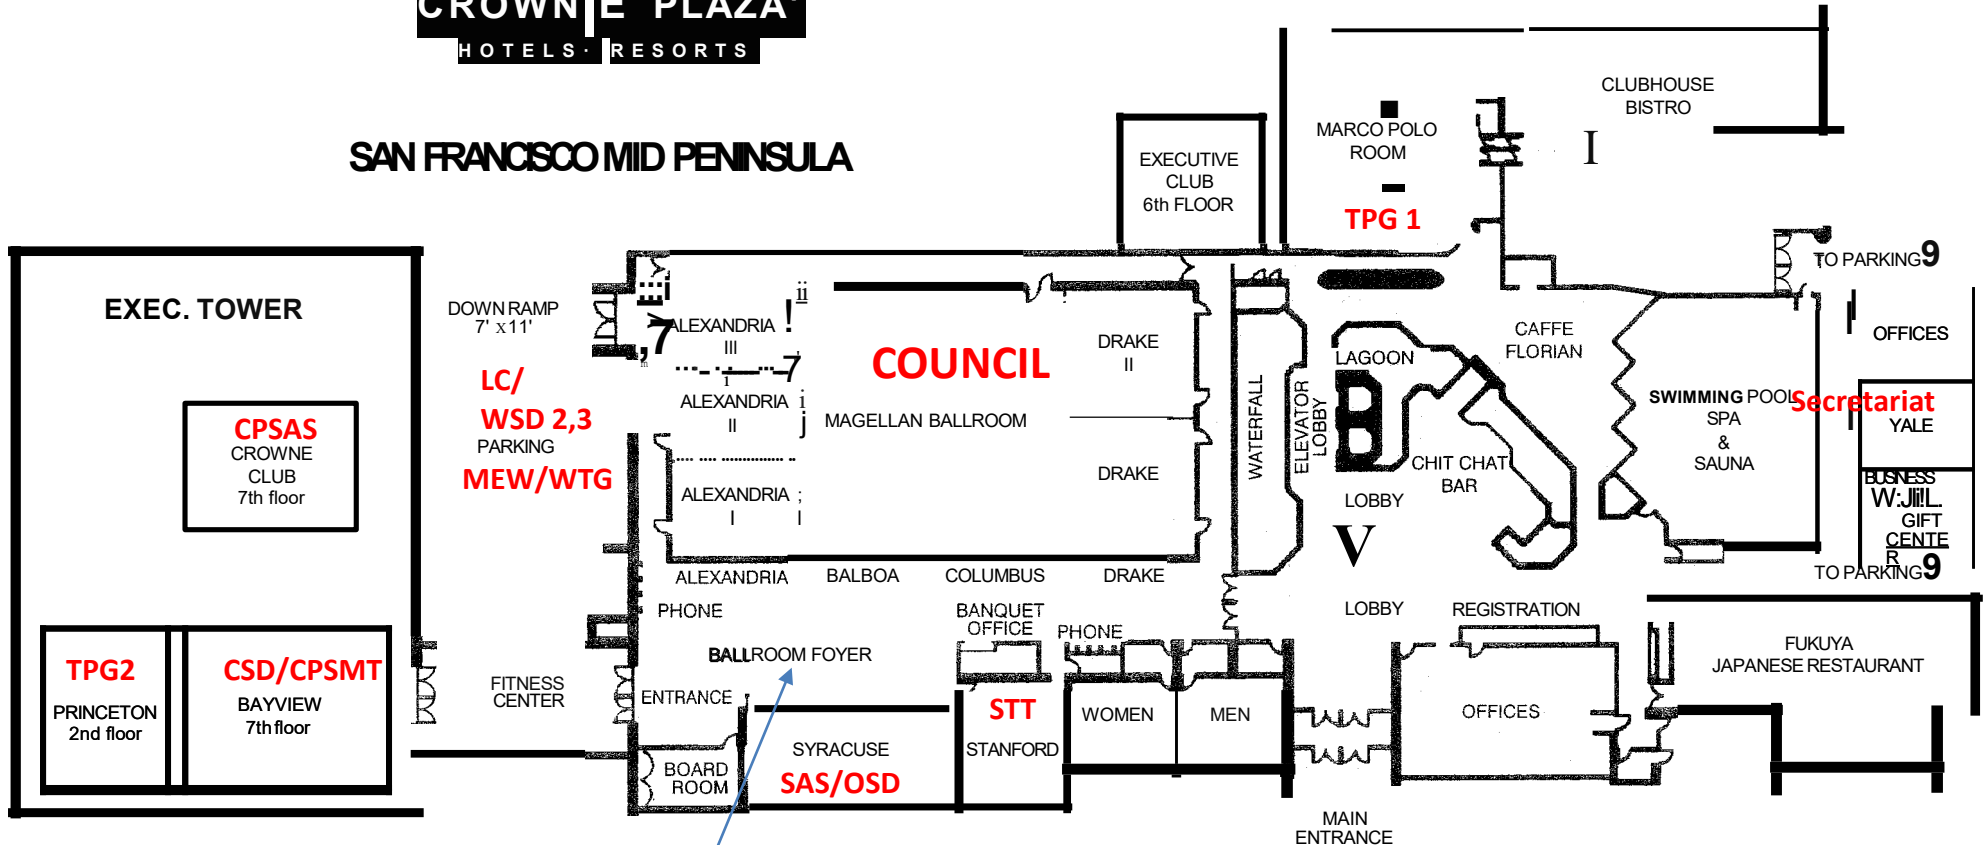 CROWNE PLAZA
HOTELS· RESORTS
SAN FRANCISCO MID PENINSULA
CLUBHOUSE
BISTRO
MARCO POLO
ROOM
TPG 1
I
EXECUTIVE
CLUB
6th FLOOR
TO PARKING 9
EXEC. TOWER
DOWN RAMP
7' x 11'
ALEXANDRIA
III
COUNCIL
DRAKE
II
LAGOON
CAFFE
FLORIAN
OFFICES
LC/
WSD 2,3
PARKING
MEW/WTG
ALEXANDRIA
II
MAGELLAN BALLROOM
WATERFALL
ELEVATOR
LOBBY
SWIMMING POOL
SPA
&
SAUNA
Secretariat
YALE
CPSAS
CROWNE
CLUB
7th floor
ALEXANDRIA
I
DRAKE
CHIT CHAT
BAR
LOBBY
V
BUSINESS
GIFT
CENTE
R
TO PARKING 9
ALEXANDRIA
BALBOA
COLUMBUS
DRAKE
PHONE
BANQUET
OFFICE
PHONE
LOBBY
REGISTRATION
TPG2
PRINCETON
2nd floor
CSD/CPSMT
BAYVIEW
7th floor
FITNESS
CENTER
ENTRANCE
BALLROOM FOYER
FUKUYA
JAPANESE RESTAURANT
BOARD
ROOM
SYRACUSE
SAS/OSD
STT
STANFORD
WOMEN
MEN
OFFICES
MAIN
ENTRANCE